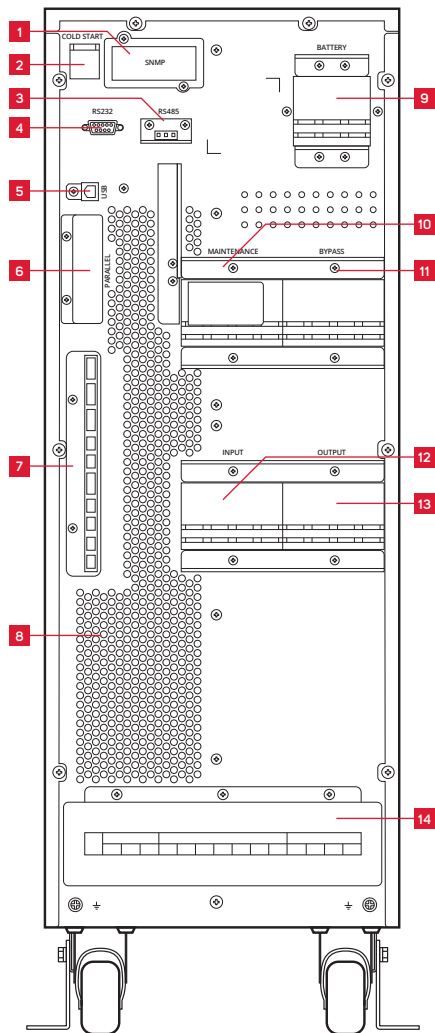 1
COLD START
2
SNMP
BATTERY
3
RS232
RS485
4
9
5
USB
10
6
PARALLEL
MAINTENANCE
BYPASS
11
7
INPUT
OUTPUT
12
13
8
14